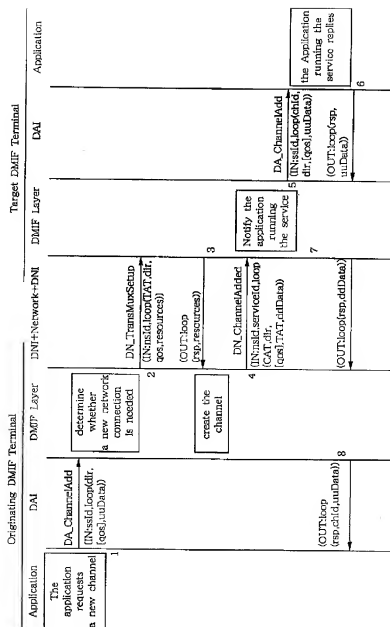 Originating DMIF Terminal
Target DMIF Terminal
Application
DAI
DMIF Layer
DNI+Network+DNI
DMIF Layer
DAI
Application
The
application
requests
a new channel
1
DA_ChannelAdd
(IN:ssId,loop(dir,
[qos],uuData))
determine
whether
a new network
connection
is needed
2
DN_TransMuxSetup
(IN:nsId,loop(TAT,dir,
qos,resources))
(OUT:loop
(rsp,resources))
3
create the
channel
4
DN_ChannelAdded
(IN:nsId,serviceId,loop
(CAT,dir,
[qos],TAT,ddData))
Notify the
application
running
the service
5
DA_ChannelAdd
(IN:ssId,loop(chId,
dir,[qos],uuData))
the Application
running the
service replies
6
(OUT:loop(rsp,
uuData))
7
(OUT:loop(rsp,ddData))
8
(OUT:loop
(rsp,chId,uuData))